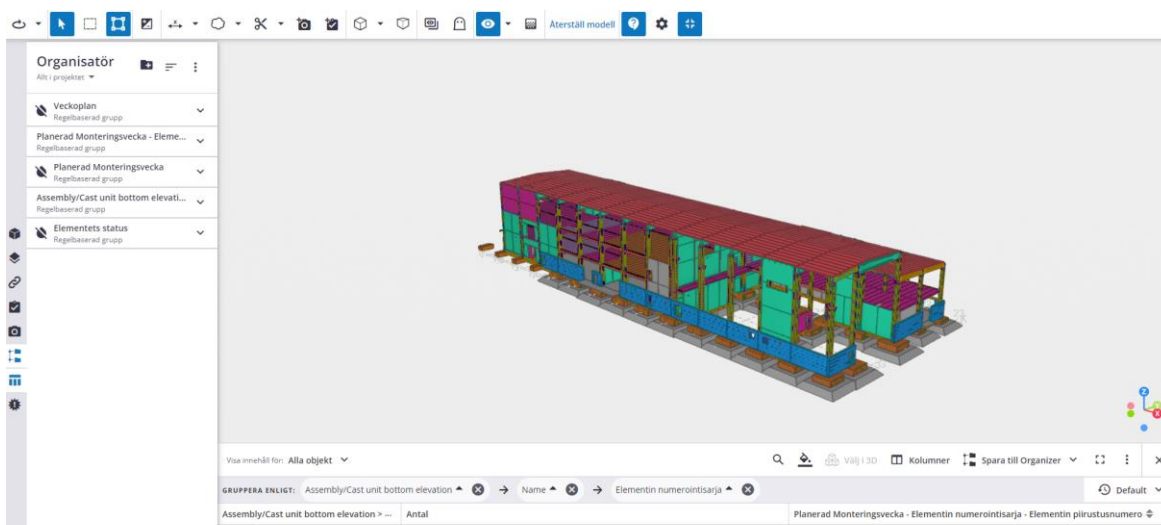 Återställ modell
Organisatör
Allt i projektet
Veckoplan
Regelbaserad grupp
Planerad Monteringsvecka - Eleme...
Regelbaserad grupp
Planerad Monteringsvecka
Regelbaserad grupp
Assembly/Cast unit bottom elevati...
Regelbaserad grupp
Elementets status
Regelbaserad grupp
Z
X
Visa innehåll för: Alla objekt
Välj i 3D
Kolumner
Spara till Organizer
GRUPPERA ENLIGT: Assembly/Cast unit bottom elevation → Name → Elementin numerointisarja
Default
Assembly/Cast unit bottom elevation > ... Antal Planerad Monteringsvecka - Elementin numerointisarja - Elementin piirustusnumero